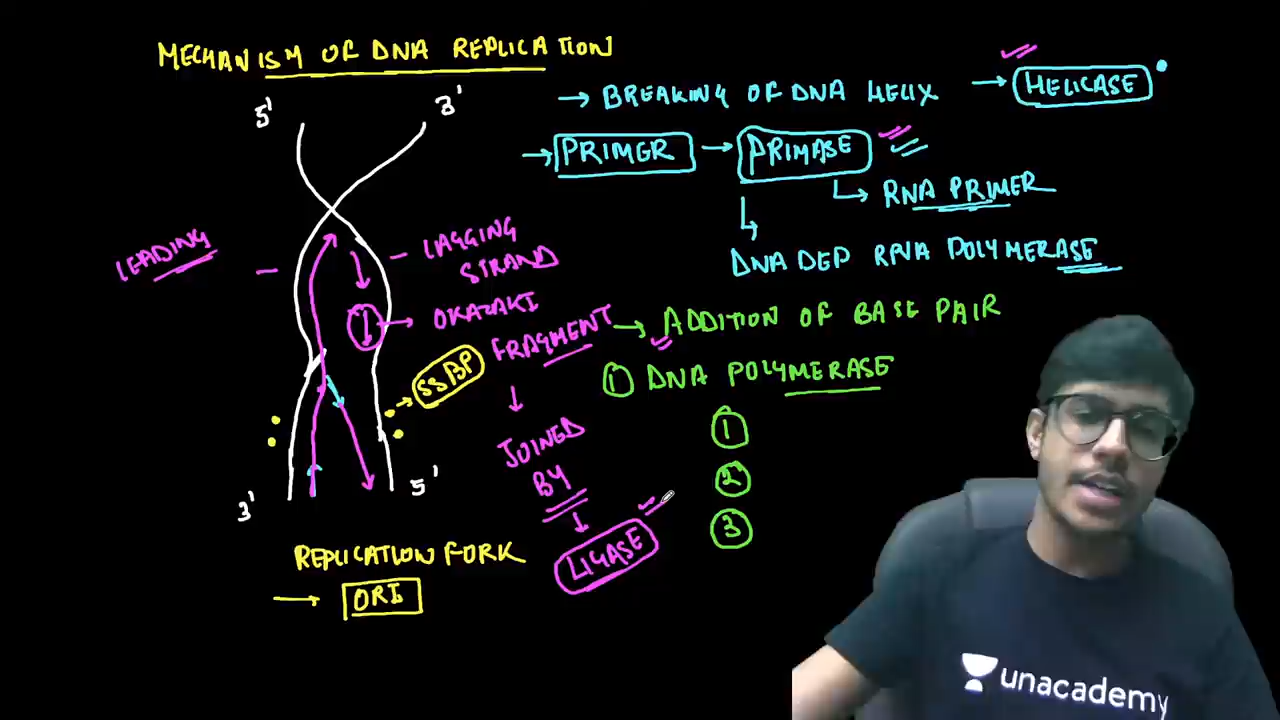 MECHANISM OF DNA REPLICATION
5'
3'
→ BREAKING OF DNA HELIX → HELICASE
→ PRIMER → PRIMASE
↳ RNA PRIMER
↳ DNA DEP RNA POLYMERASE
LEADING -
- LAGGING
STRAND
→ OKAZAKI
FRAGMENT
→ ADDITION OF BASE PAIR
① DNA POLYMERASE
①
②
③
→ SSBP
↓
JOINED
BY
↓
LIGASE
3'
5'
REPLICATION FORK
→ ORI
unacademy